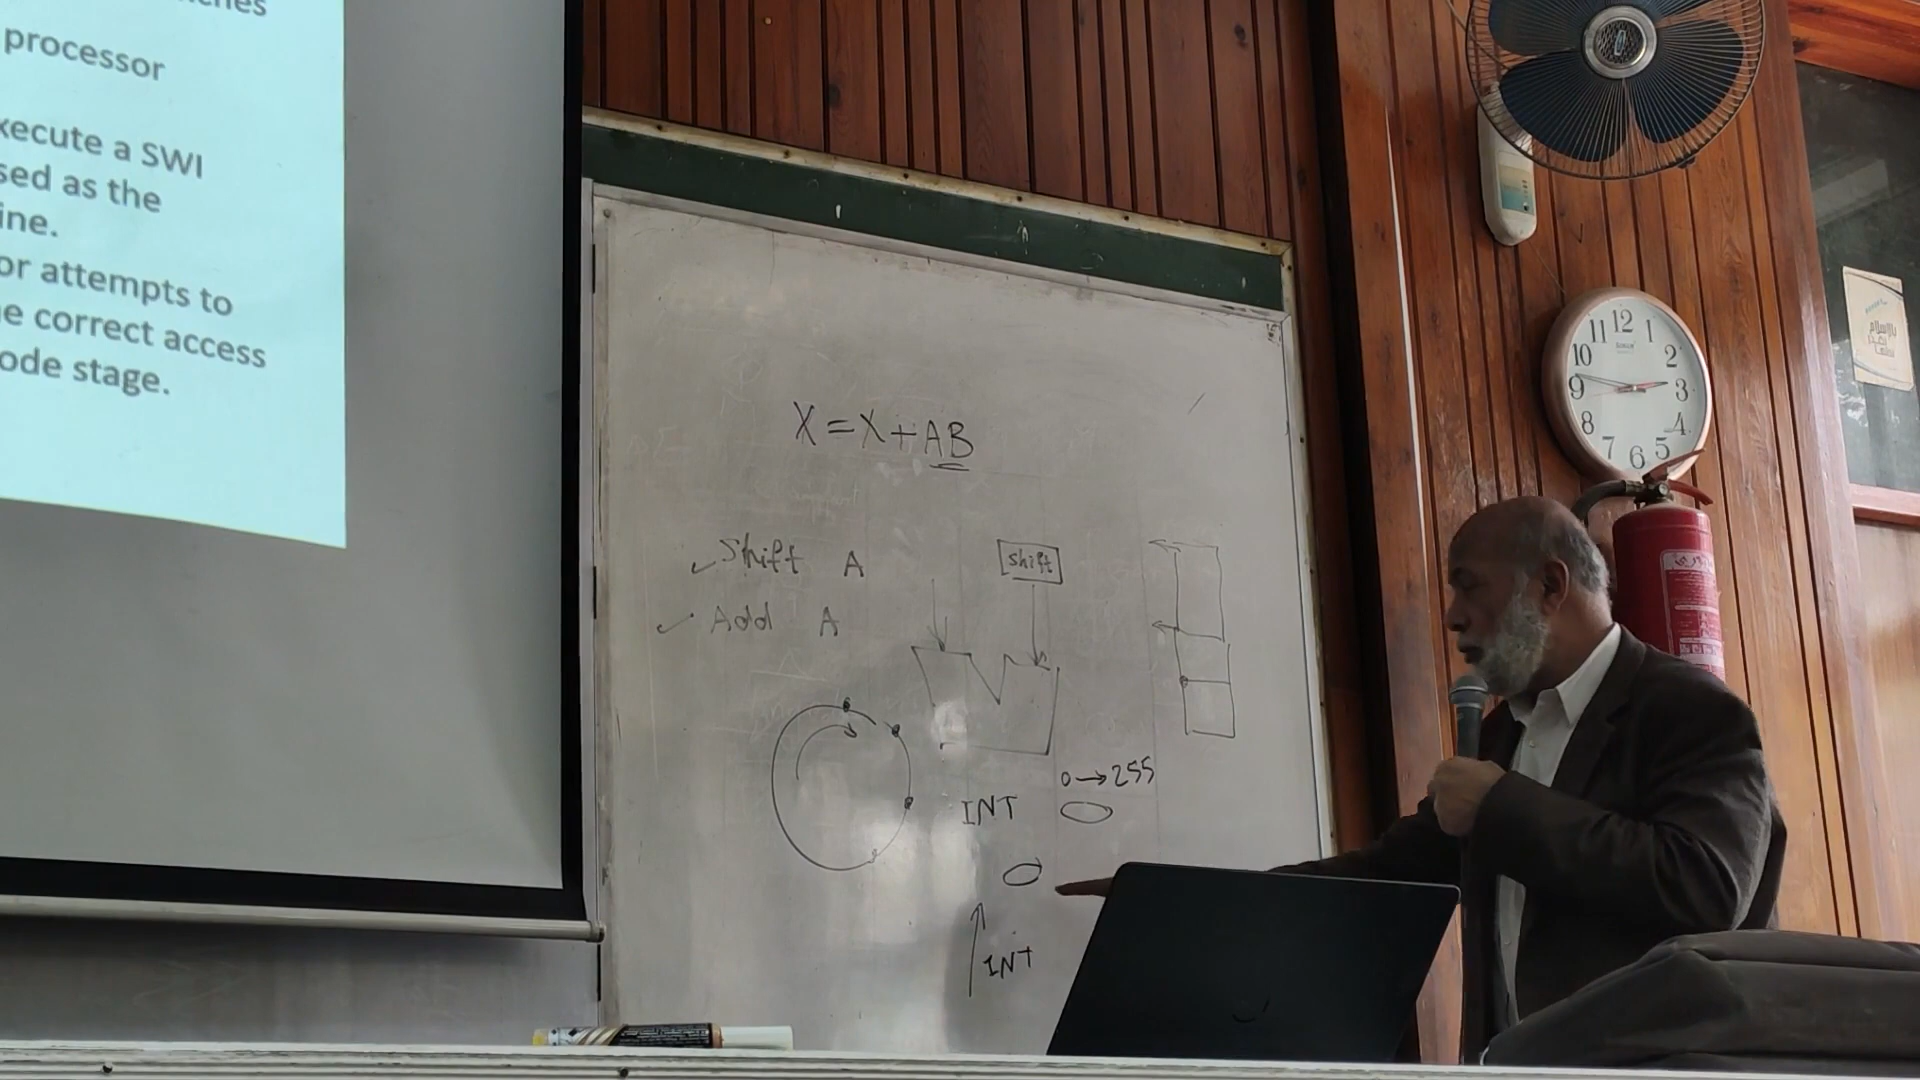 processor
xecute a SWI
sed as the
ine.
or attempts to
e correct access
ode stage.
X = X + AB
Shift A
Add A
Shift
0 → 255
INT
INT
12
1
2
3
4
5
6
7
8
9
10
11